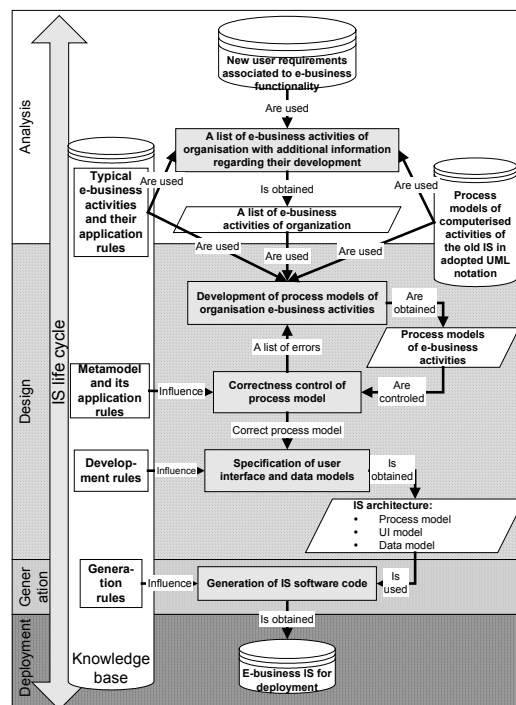 New user requirements
associated to e-business
functionality
Are used
A list of e-business activities of
organisation with additional information
regarding their development
Are used
Are used
Is obtained
Typical
e-business
activities and
their application
rules
A list of e-business
activities of organization
Process
models of
computerised
activities of
the old IS in
adopted UML
notation
Are used
Are used
Are used
Development of process models of
organisation e-business activities
Are
obtained
A list of errors
Process models
of e-business
activities
Metamodel and
its application
rules
Influence
Correctness control of
process model
Are
controled
Correct process model
Development
rules
Influence
Specification of user
interface and data models
Is
obtained
IS architecture:
• Process model
• UI model
• Data model
Generation
rules
Influence
Generation of IS software code
Is
used
Is obtained
E-business IS for
deployment
Knowledge
base
IS life cycle
Analysis
Design
Gener
ation
Deployment